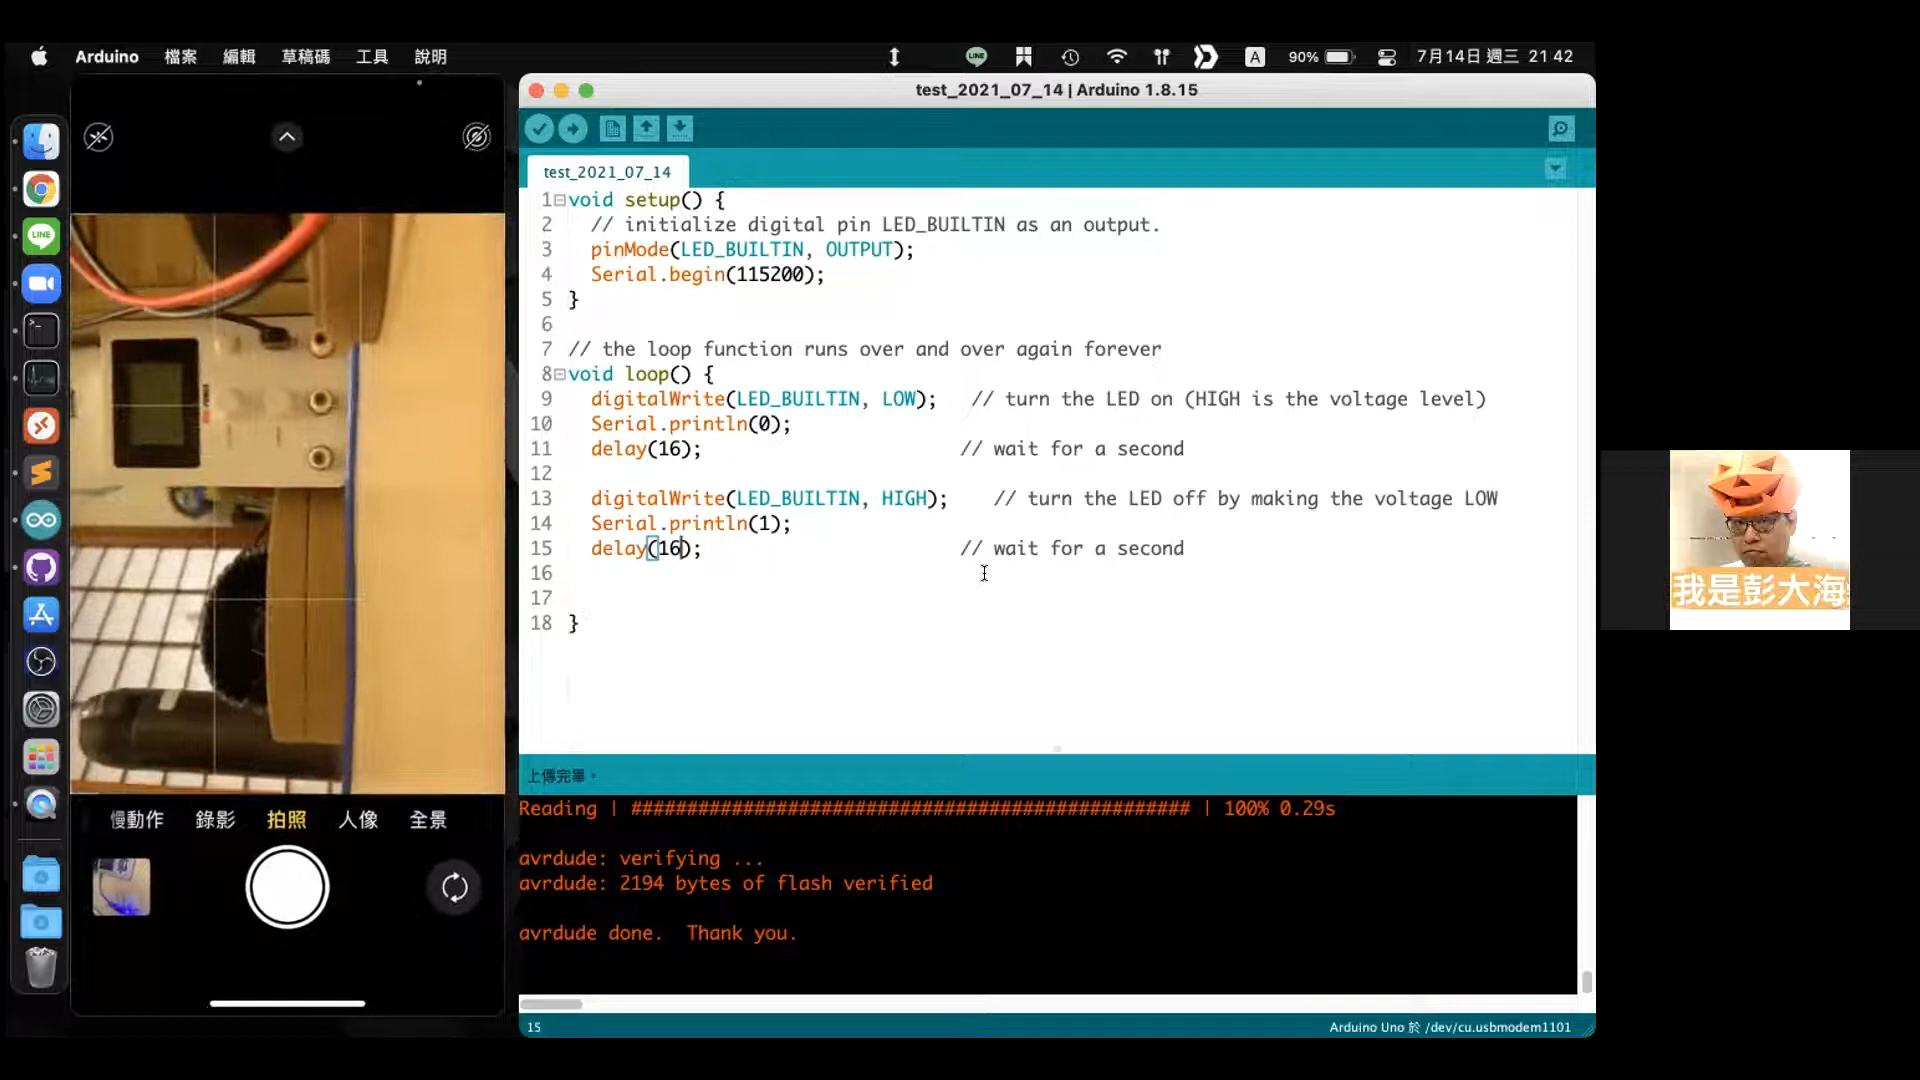 Arduino 檔案 編輯 草稿碼 工具 說明
LINE A 90% 7月14日 週三 21:42
test_2021_07_14 | Arduino 1.8.15
test_2021_07_14
1 void setup() {
2 // initialize digital pin LED_BUILTIN as an output.
3 pinMode(LED_BUILTIN, OUTPUT);
4 Serial.begin(115200);
5 }
6
7 // the loop function runs over and over again forever
8 void loop() {
9 digitalWrite(LED_BUILTIN, LOW); // turn the LED on (HIGH is the voltage level)
10 Serial.println(0);
11 delay(16); // wait for a second
12
13 digitalWrite(LED_BUILTIN, HIGH); // turn the LED off by making the voltage LOW
14 Serial.println(1);
15 delay(16); // wait for a second
16
17
18 }
上傳完畢。
Reading | ################################################## | 100% 0.29s
avrdude: verifying ...
avrdude: 2194 bytes of flash verified
avrdude done.  Thank you.
15
Arduino Uno 於 /dev/cu.usbmodem1101
LINE
慢動作 錄影 拍照 人像 全景
我是彭大海